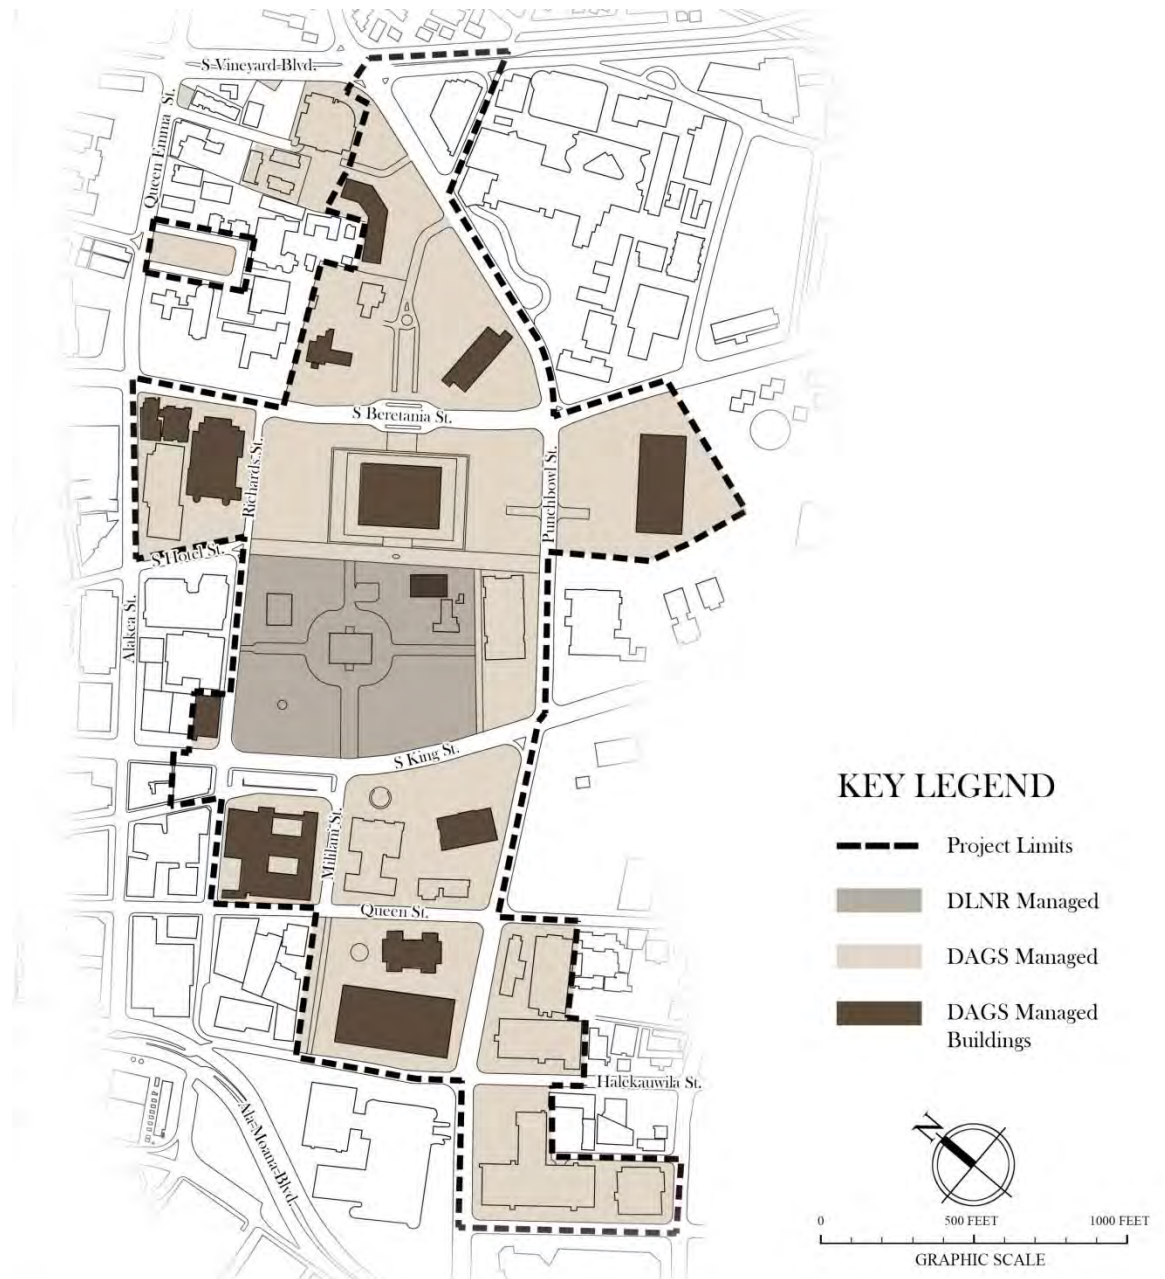 S Vineyard Blvd.
Queen Emma St.
S Beretania St.
Richards St.
Punchbowl St.
S Hotel St.
Alakea St.
S King St.
Mililani St.
Queen St.
Halekauwila St.
Ala Moana Blvd.
KEY LEGEND
Project Limits
DLNR Managed
DAGS Managed
DAGS Managed
Buildings
N
0 500 FEET 1000 FEET
GRAPHIC SCALE